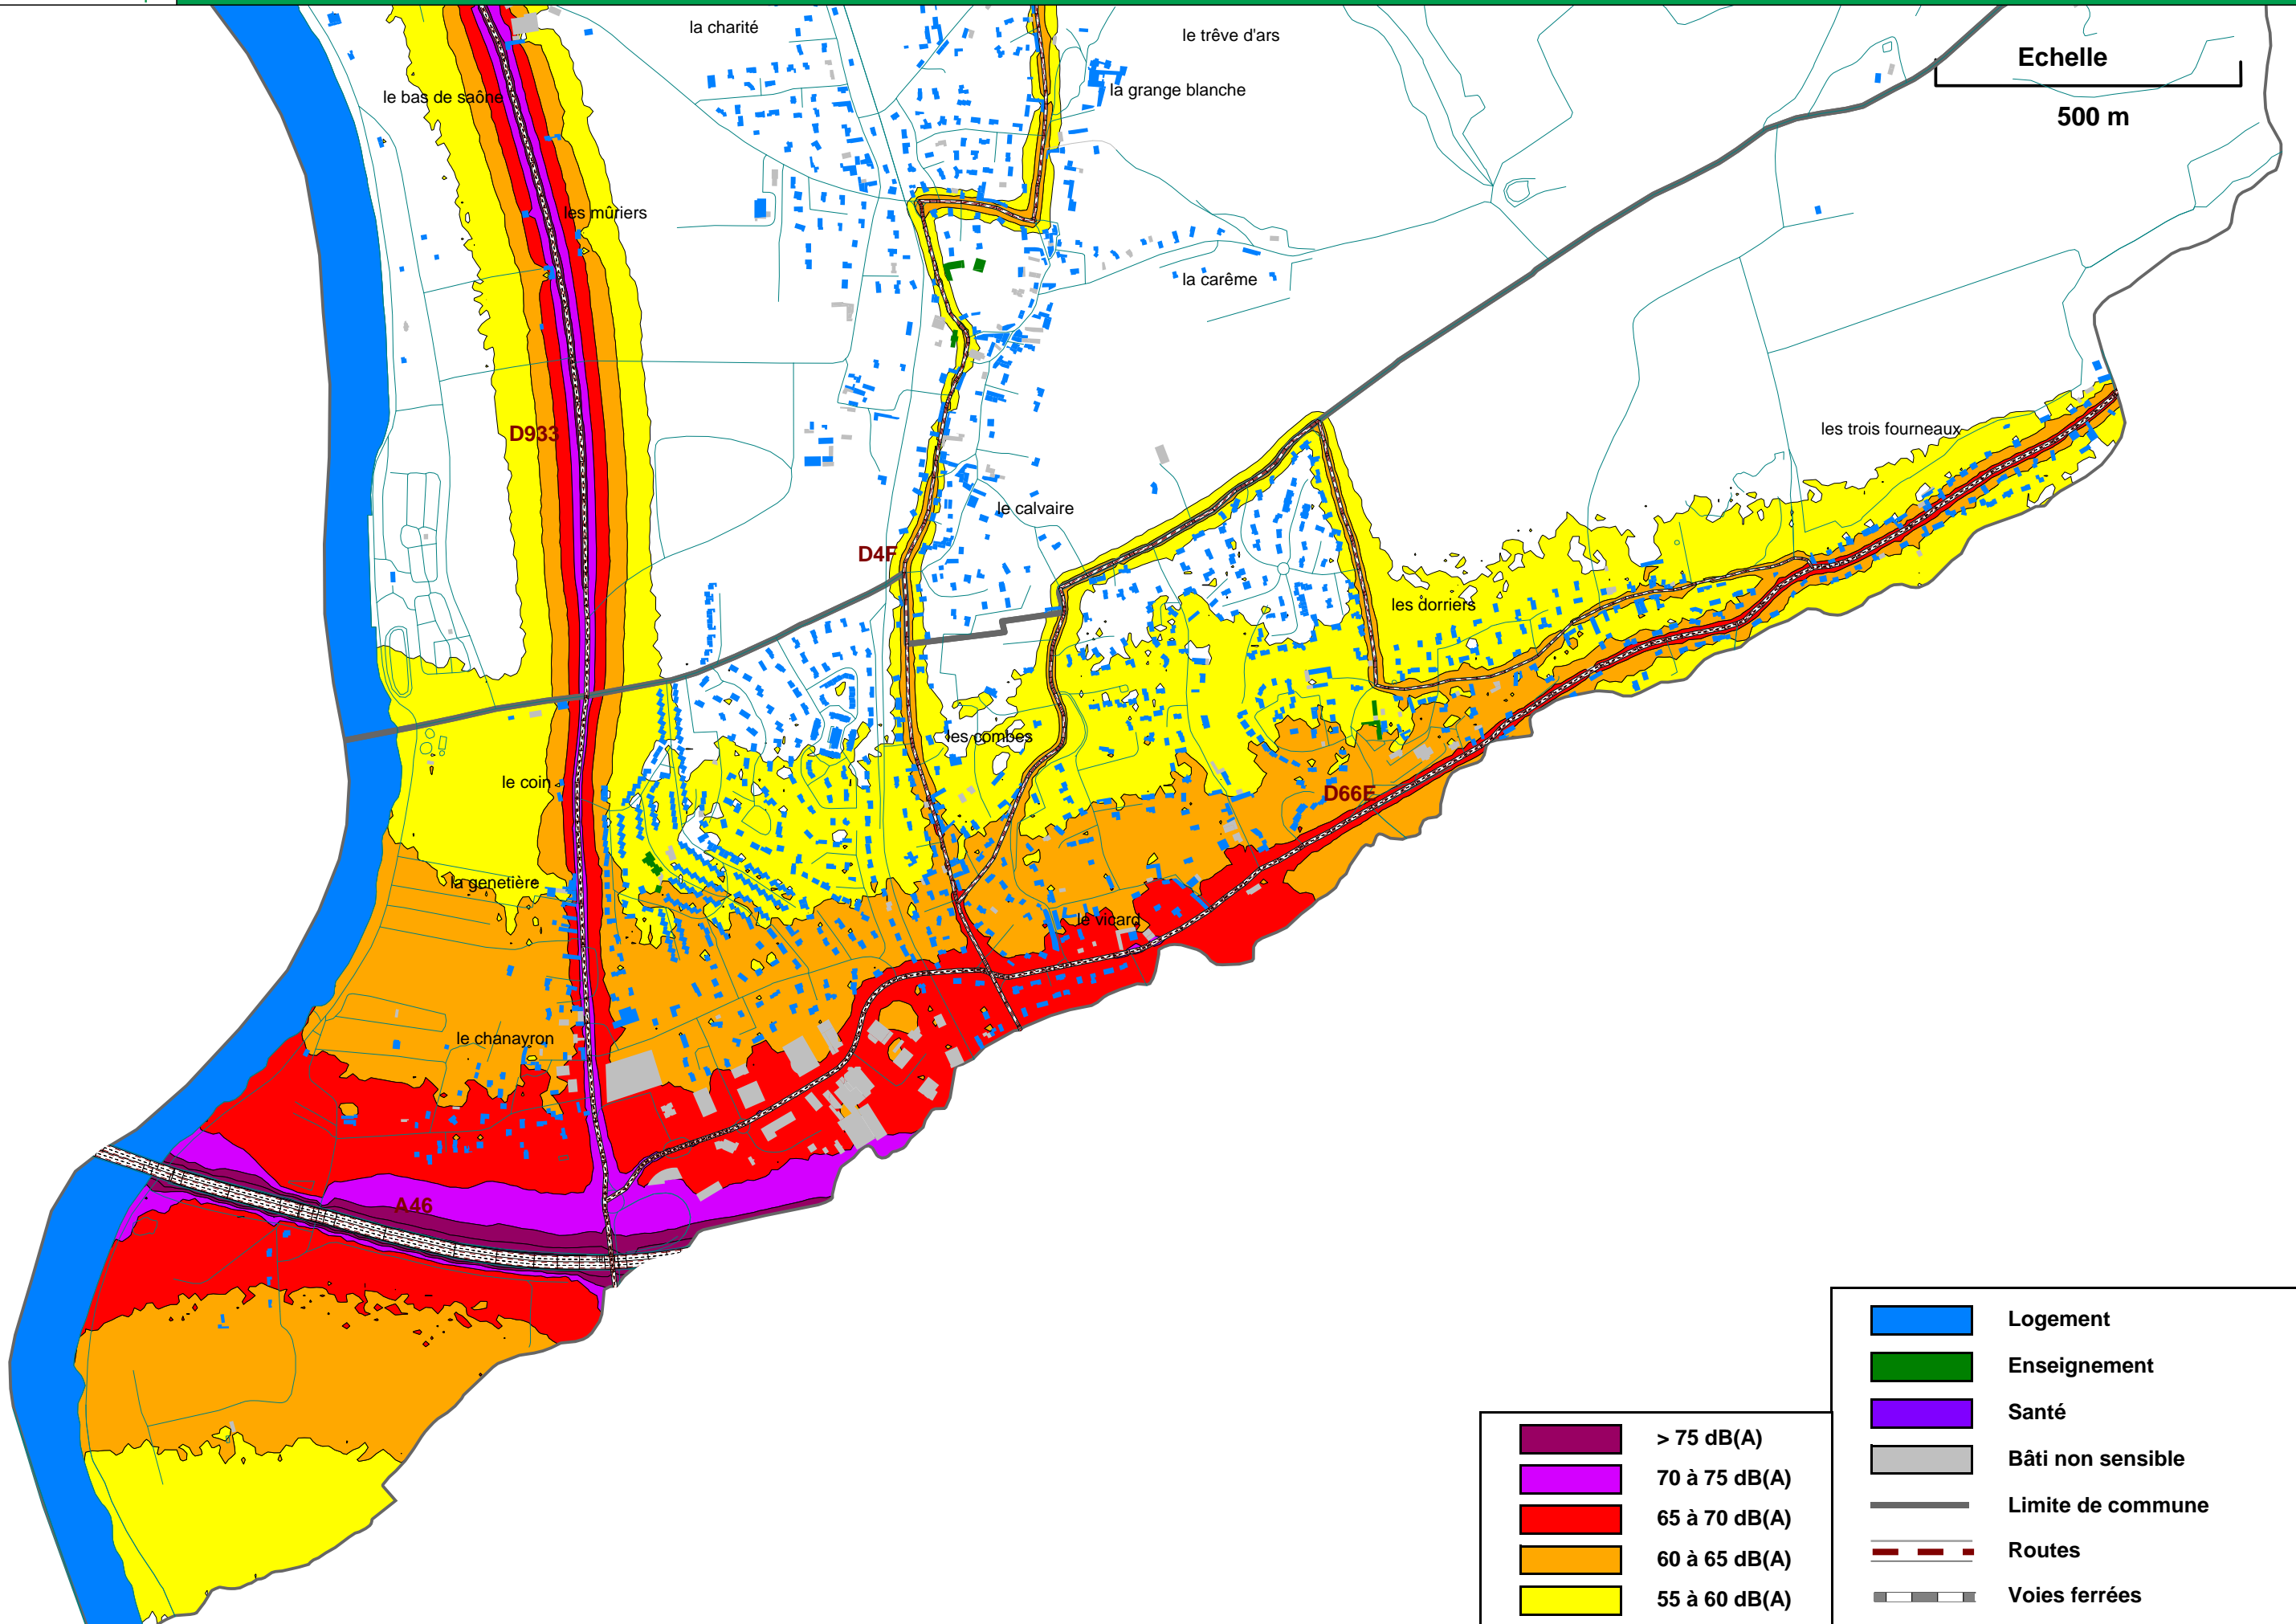 la charité
le trêve d'ars
Echelle
la grange blanche
le bas de saône
500 m
les mûriers
la carême
les trois fourneaux
D933
le calvaire
D4F
les dorriers
les combes
le coin
D66E
la genetière
le vicard
le chanayron
A46
Logement
Enseignement
Santé
Bâti non sensible
Limite de commune
Routes
Voies ferrées
> 75 dB(A)
70 à 75 dB(A)
65 à 70 dB(A)
60 à 65 dB(A)
55 à 60 dB(A)